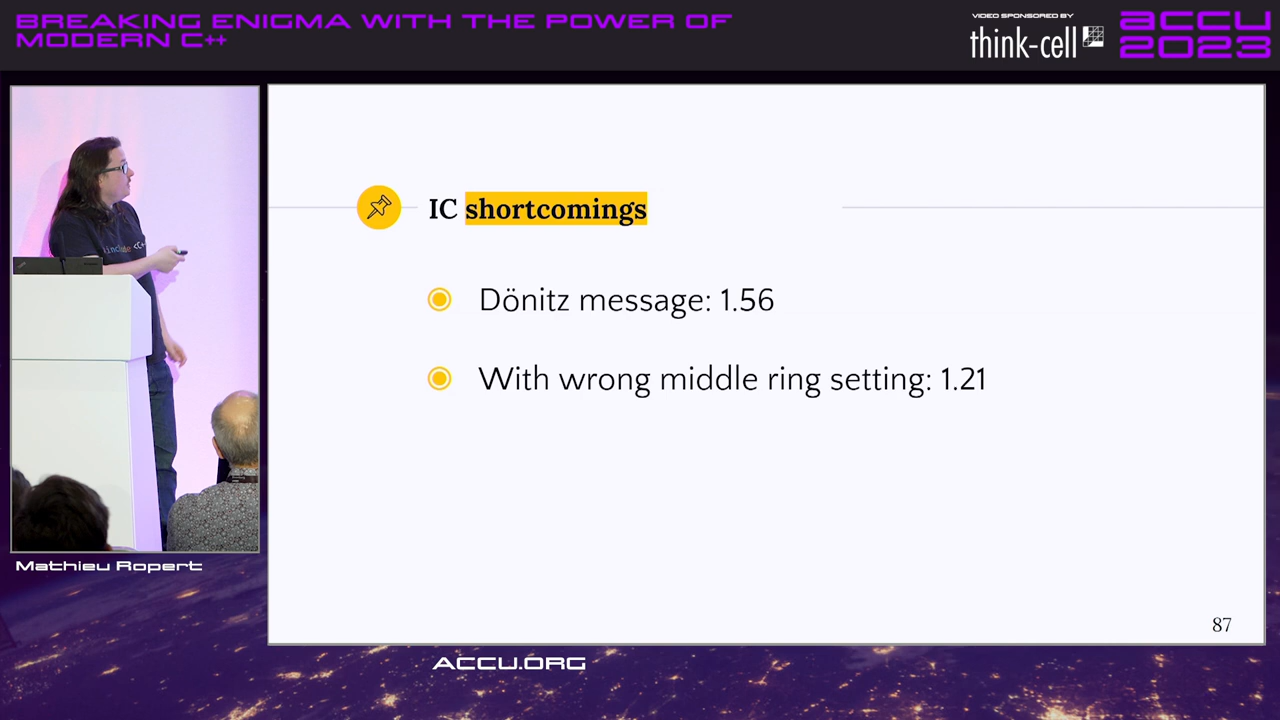 BREAKING ENIGMA WITH THE POWER OF
MODERN C++
VIDEO SPONSORED BY
think-cell
accu
2023
#include <C++
IC shortcomings
Dönitz message: 1.56
With wrong middle ring setting: 1.21
87
Mathieu Ropert
ACCU.ORG